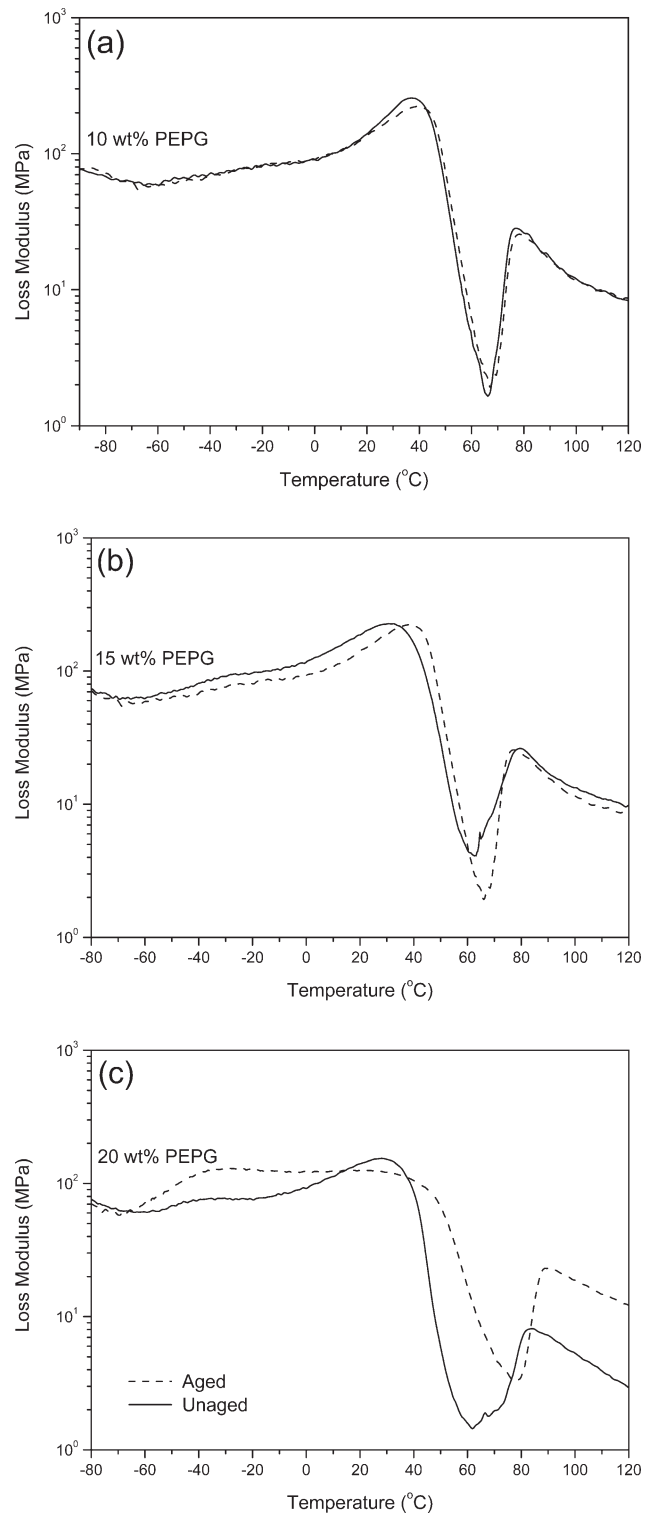 (a)
10 wt% PEPG
Loss Modulus (MPa)
10³
10²
10¹
10⁰
-80 -60 -40 -20 0 20 40 60 80 100 120
Temperature (°C)
(b)
15 wt% PEPG
Loss Modulus (MPa)
10³
10²
10¹
10⁰
-80 -60 -40 -20 0 20 40 60 80 100 120
Temperature (°C)
(c)
20 wt% PEPG
Loss Modulus (MPa)
10³
10²
10¹
10⁰
Aged
Unaged
-80 -60 -40 -20 0 20 40 60 80 100 120
Temperature (°C)